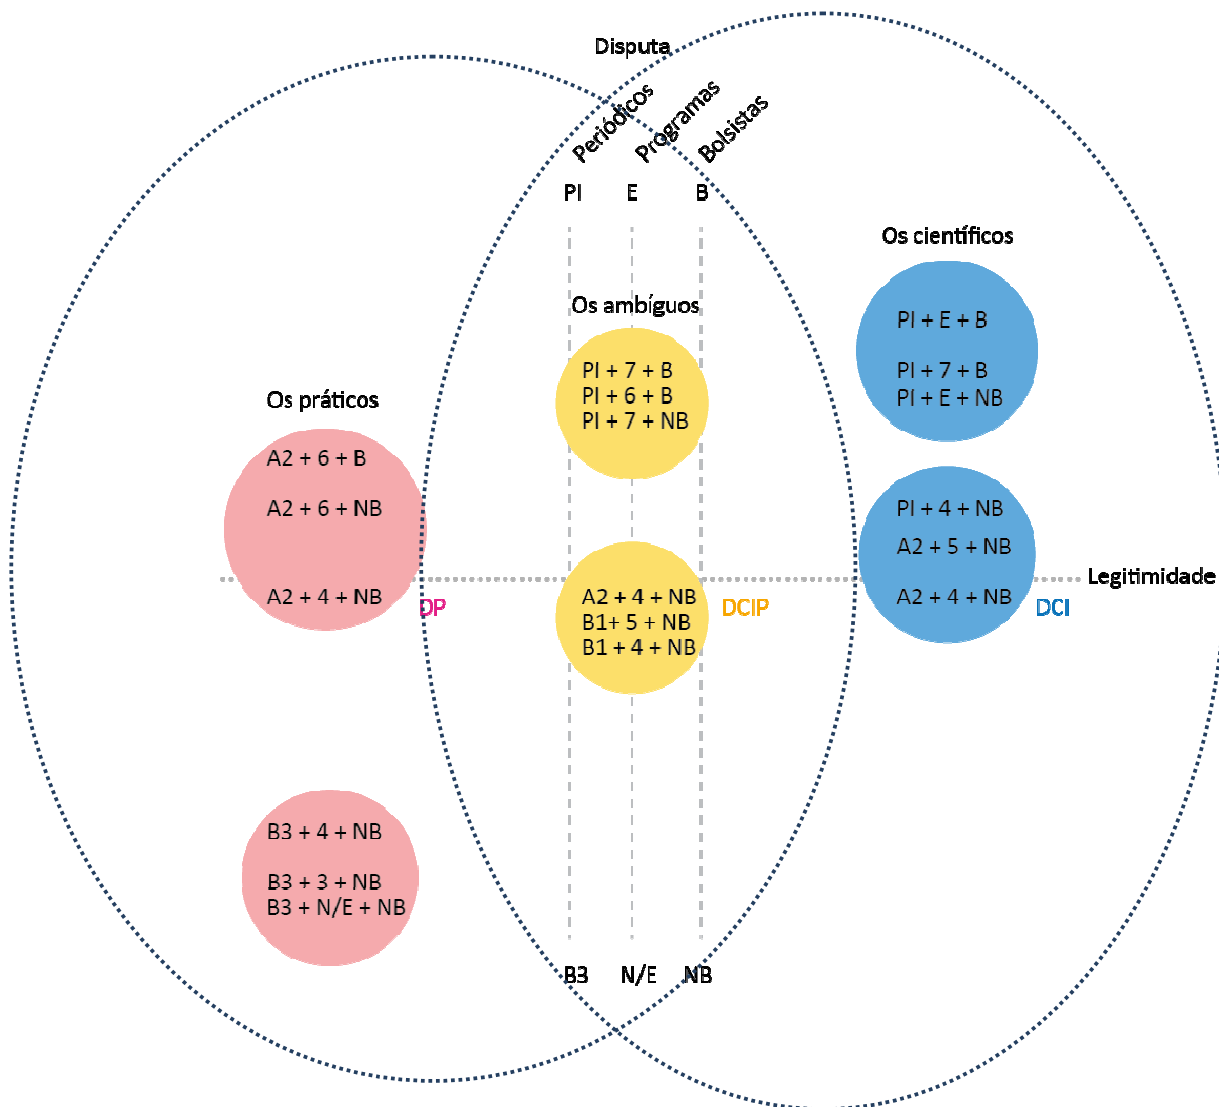 Disputa
Periódicos
Programas
Bolsistas
PI
E
B
Os científicos
PI + E + B
PI + 7 + B
PI + E + NB
Os ambíguos
PI + 7 + B
PI + 6 + B
PI + 7 + NB
Os práticos
A2 + 6 + B
A2 + 6 + NB
A2 + 4 + NB
PI + 4 + NB
A2 + 5 + NB
A2 + 4 + NB
Legitimidade
DP
A2 + 4 + NB
B1+ 5 + NB
B1 + 4 + NB
DCIP
DCI
B3 + 4 + NB
B3 + 3 + NB
B3 + N/E + NB
B3
N/E
NB